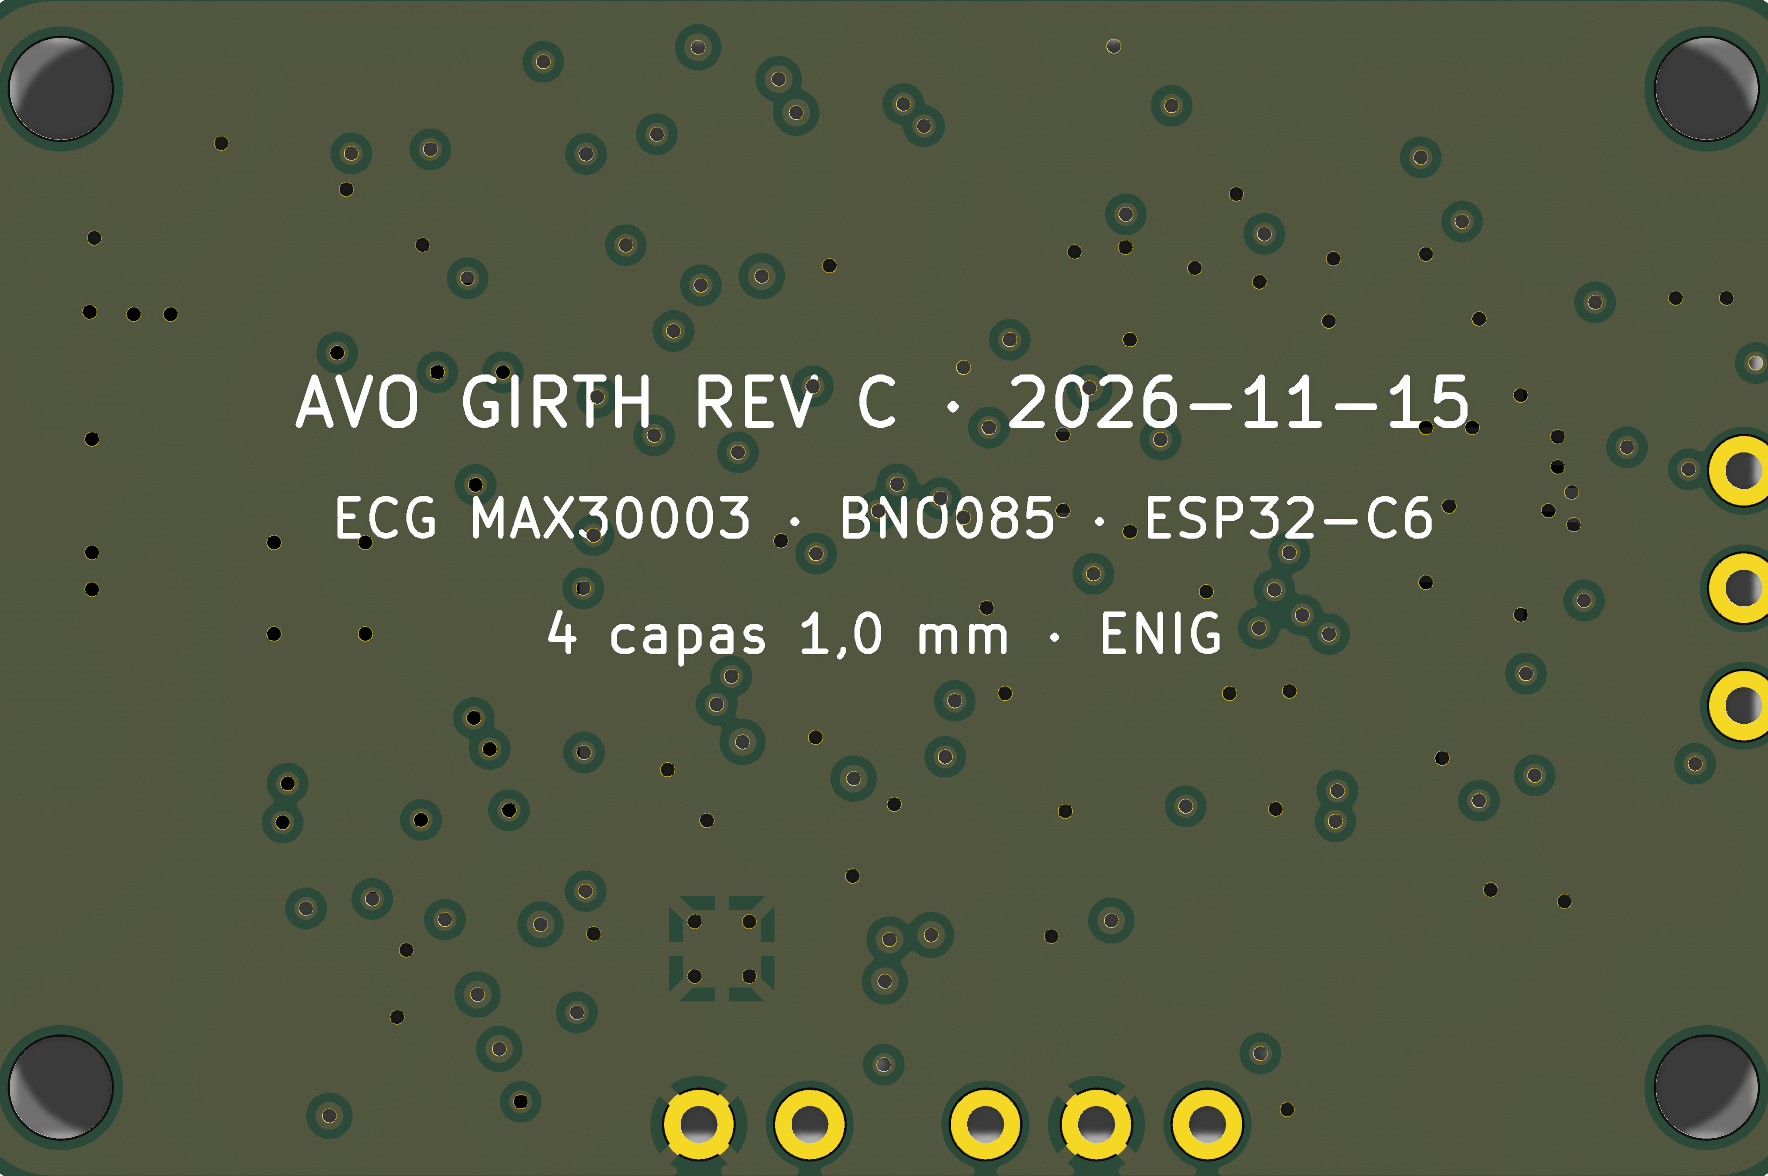 AVO GIRTH REV C · 2026-11-15
ECG MAX30003 · BNO085 · ESP32-C6
4 capas 1,0 mm · ENIG